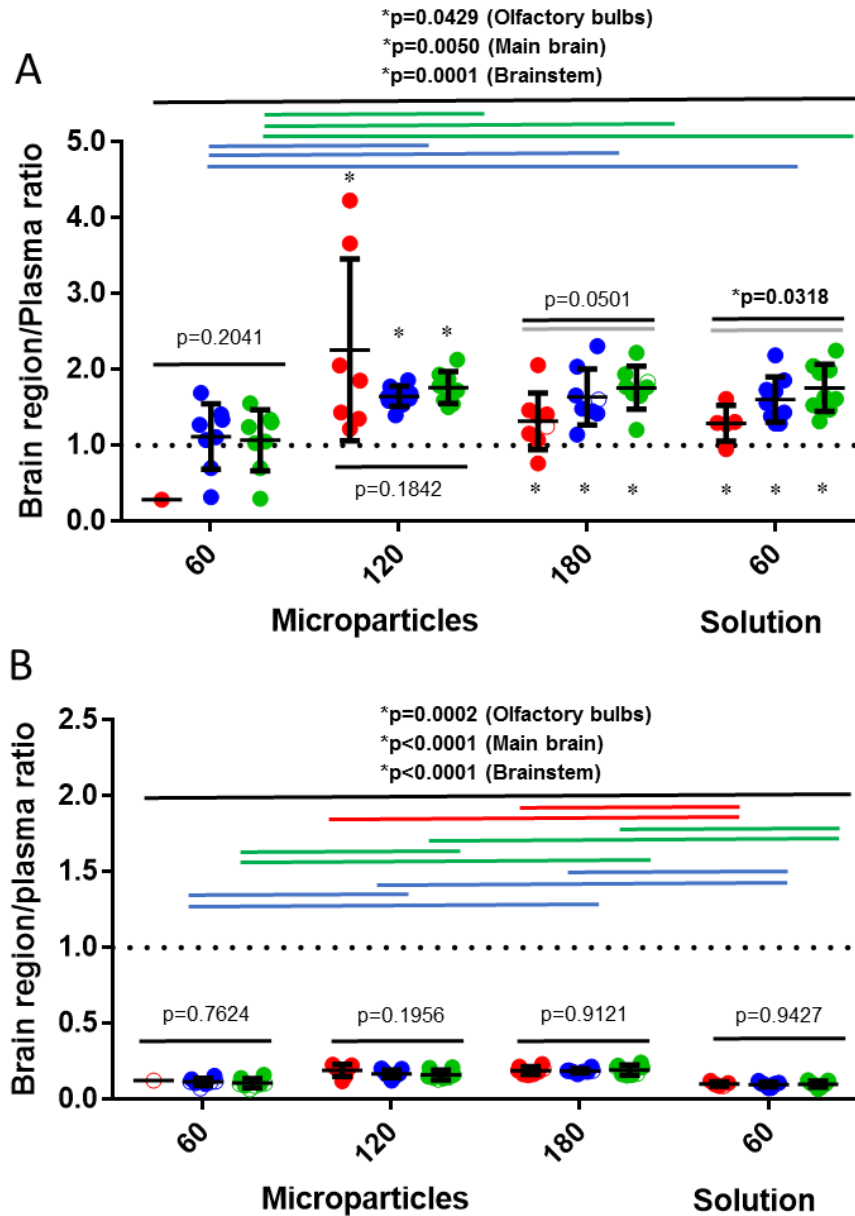 *p=0.0429 (Olfactory bulbs)
*p=0.0050 (Main brain)
*p=0.0001 (Brainstem)
A
Brain region/Plasma ratio
5.0
4.0
3.0
2.0
1.0
0.0
p=0.2041
*
* *
p=0.1842
p=0.0501
* * *
*p=0.0318
* * *
60
120
180
60
Microparticles
Solution
B
*p=0.0002 (Olfactory bulbs)
*p<0.0001 (Main brain)
*p<0.0001 (Brainstem)
Brain region/plasma ratio
2.5
2.0
1.5
1.0
0.5
0.0
p=0.7624
p=0.1956
p=0.9121
p=0.9427
60
120
180
60
Microparticles
Solution